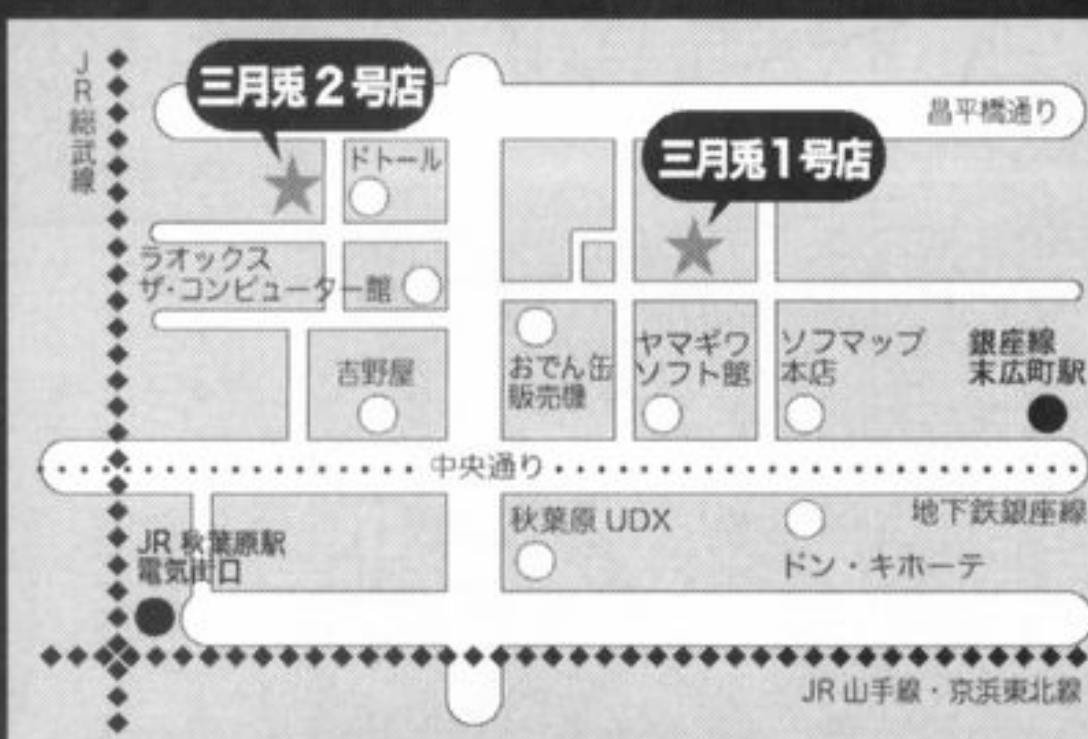 JR総武線
三月兎2号店
昌平橋通り
三月兎1号店
ドトール
ラオックス
ザ・コンピューター館
吉野屋
おでん缶
販売機
ヤマギワ
ソフト館
ソフマップ
本店
銀座線
末広町駅
中央通り
JR 秋葉原駅
電気街口
秋葉原 UDX
ドン・キホーテ
地下鉄銀座線
JR 山手線・京浜東北線